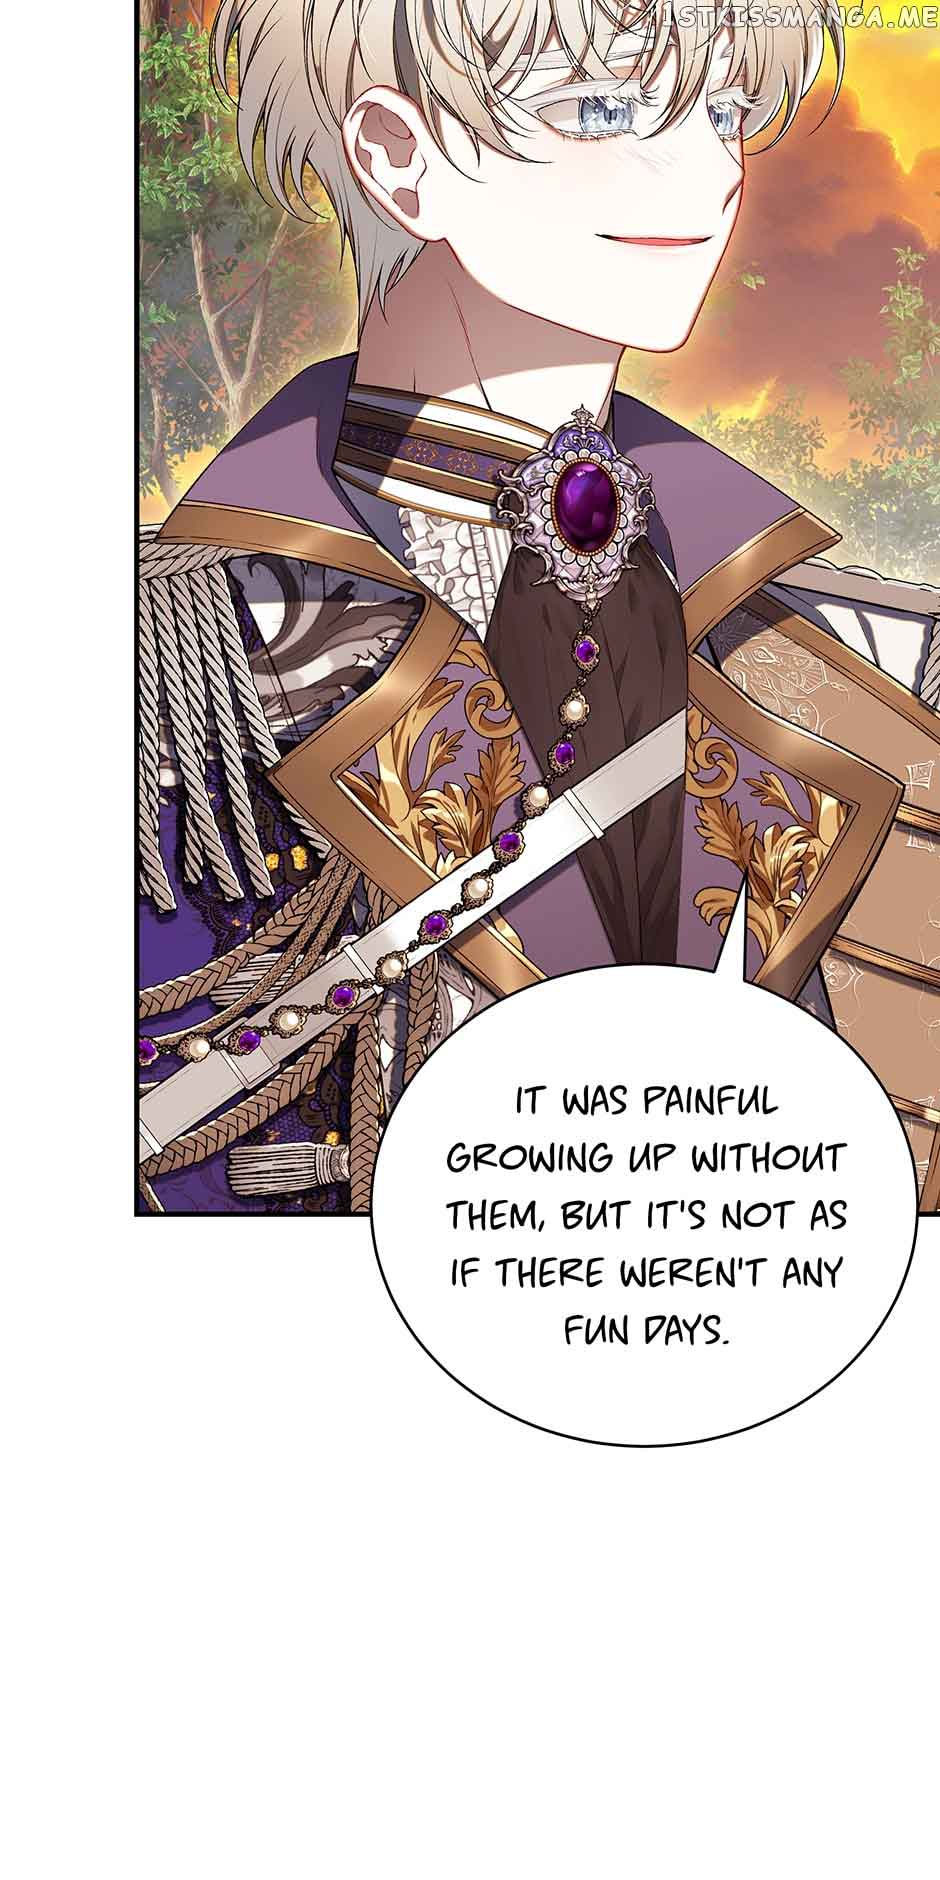 1STKISSMANGA.ME
IT WAS PAINFUL
GROWING UP WITHOUT
THEM, BUT IT'S NOT AS
IF THERE WEREN'T ANY
FUN DAYS.